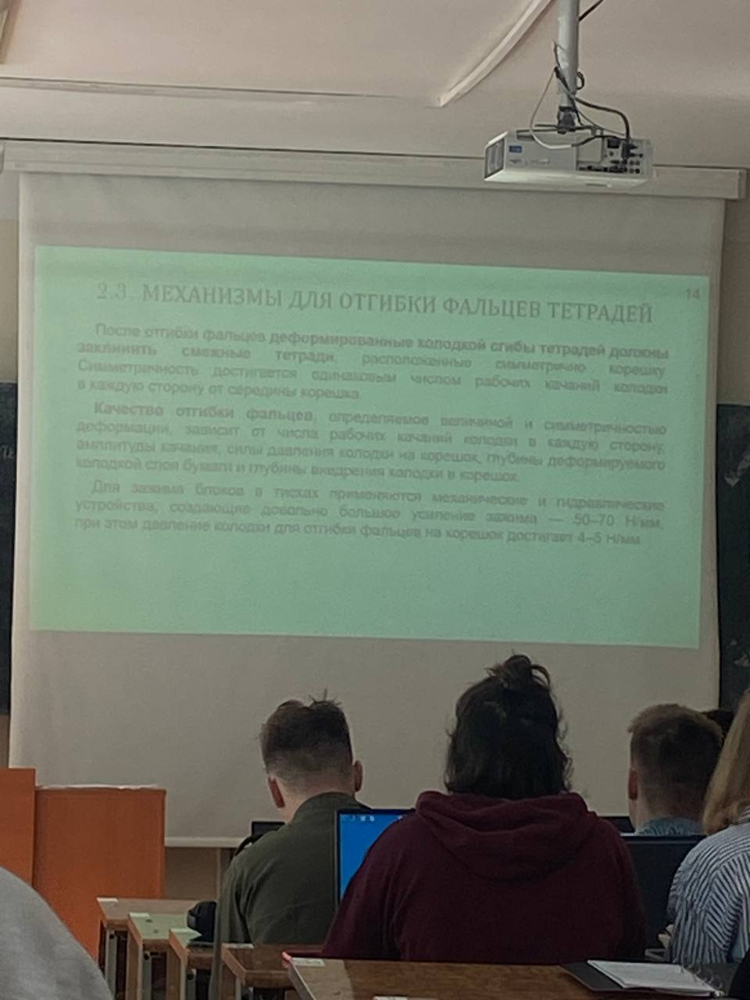 14
2.3. МЕХАНИЗМЫ ДЛЯ ОТГИБКИ ФАЛЬЦЕВ ТЕТРАДЕЙ
После отгибки фальцев деформированные колодкой сгибы тетрадей должны
заклинить смежные тетради, расположенные симметрично корешку.
Симметричность достигается одинаковым числом рабочих качаний колодки
в каждую сторону от середины корешка.
Качество отгибки фальцев, определяемое величиной и симметричностью
деформации, зависит от числа рабочих качаний колодки в каждую сторону,
амплитуды качания, силы давления колодки на корешок, глубины деформируемого
колодкой слоя бумаги и глубины внедрения колодки в корешок.
Для зажима блоков в тисках применяются механические и гидравлические
устройства, создающие довольно большое усиление зажима — 50–70 Н/мм,
при этом давление колодки для отгибки фальцев на корешок достигает 4–5 Н/мм.